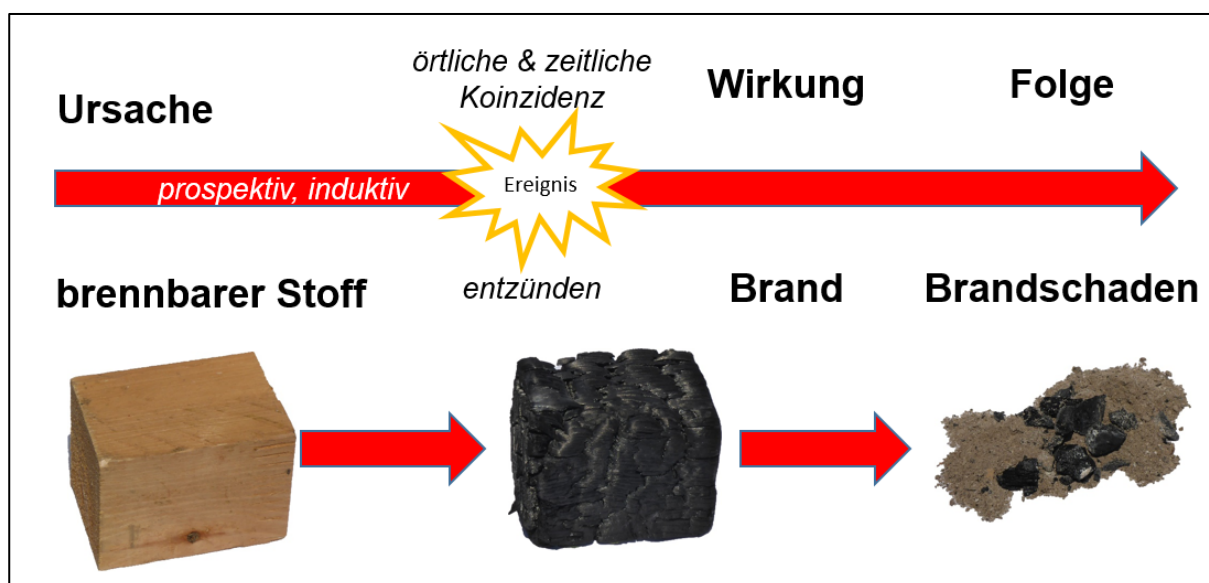 örtliche & zeitliche
Koinzidenz
Ursache
Wirkung
Folge
prospektiv, induktiv
Ereignis
brennbarer Stoff
entzünden
Brand
Brandschaden